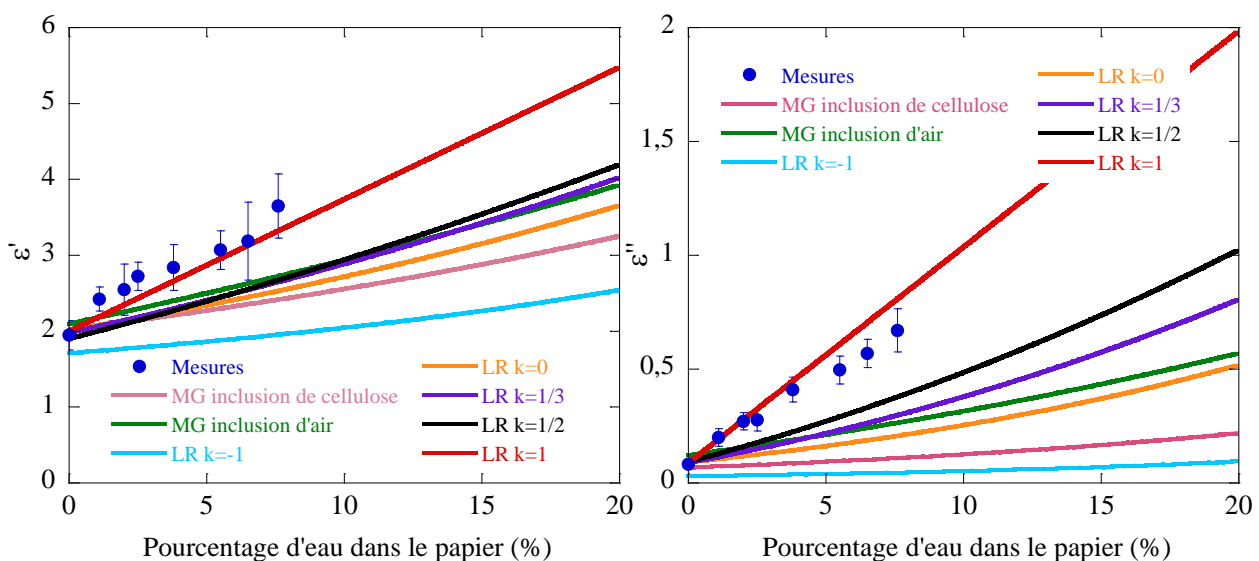 6
5
4
3
2
1
0
ε'
Mesures
MG inclusion de cellulose
MG inclusion d'air
LR k=-1
LR k=0
LR k=1/3
LR k=1/2
LR k=1
0 5 10 15 20
Pourcentage d'eau dans le papier (%)
2
1,5
1
0,5
0
ε''
Mesures
MG inclusion de cellulose
MG inclusion d'air
LR k=-1
LR k=0
LR k=1/3
LR k=1/2
LR k=1
0 5 10 15 20
Pourcentage d'eau dans le papier (%)